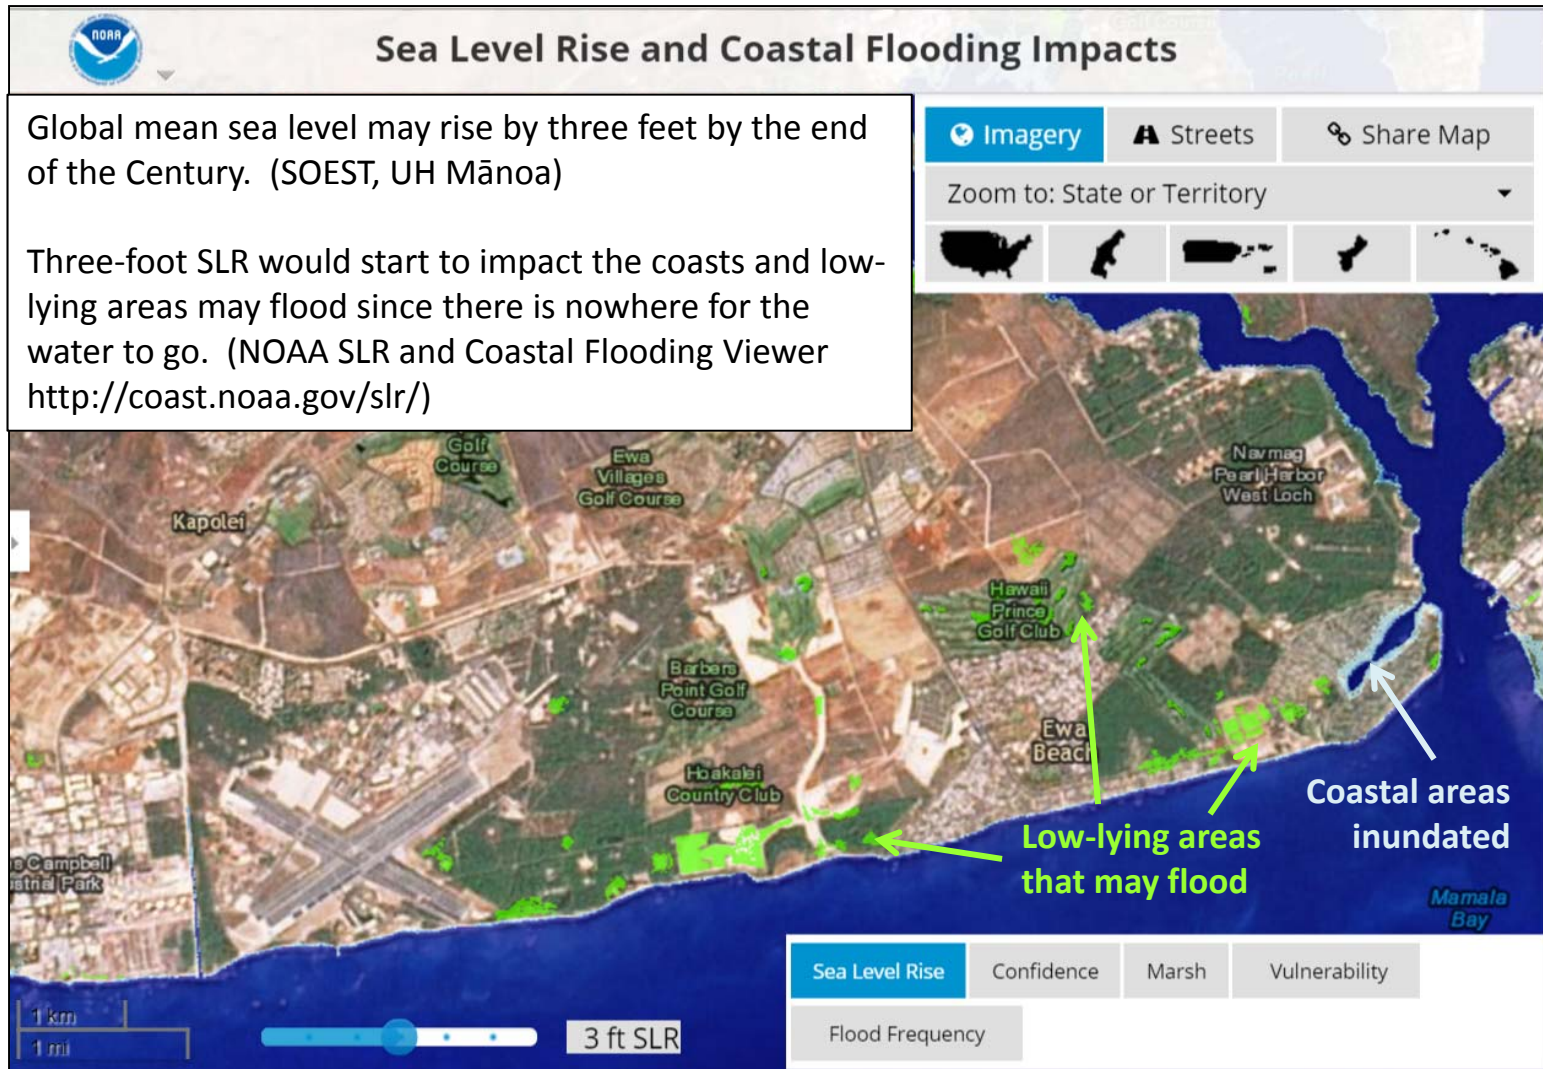 NOAA
Sea Level Rise and Coastal Flooding Impacts
Global mean sea level may rise by three feet by the end
of the Century.  (SOEST, UH Mānoa)
Three-foot SLR would start to impact the coasts and low-
lying areas may flood since there is nowhere for the
water to go.  (NOAA SLR and Coastal Flooding Viewer
http://coast.noaa.gov/slr/)
Imagery
Streets
Share Map
Zoom to: State or Territory
Golf
Course
Ewa
Villages
Golf Course
Kapolei
Navmag
Pearl Harbor
West Loch
Hawaii
Prince
Golf Club
Barbers
Point Golf
Course
Ewa
Beach
Hoakalei
Country Club
Coastal areas
inundated
Low-lying areas
that may flood
s Campbell
ustrial Park
Mamala
Bay
Sea Level Rise
Confidence
Marsh
Vulnerability
Flood Frequency
1 km
1 mi
3 ft SLR